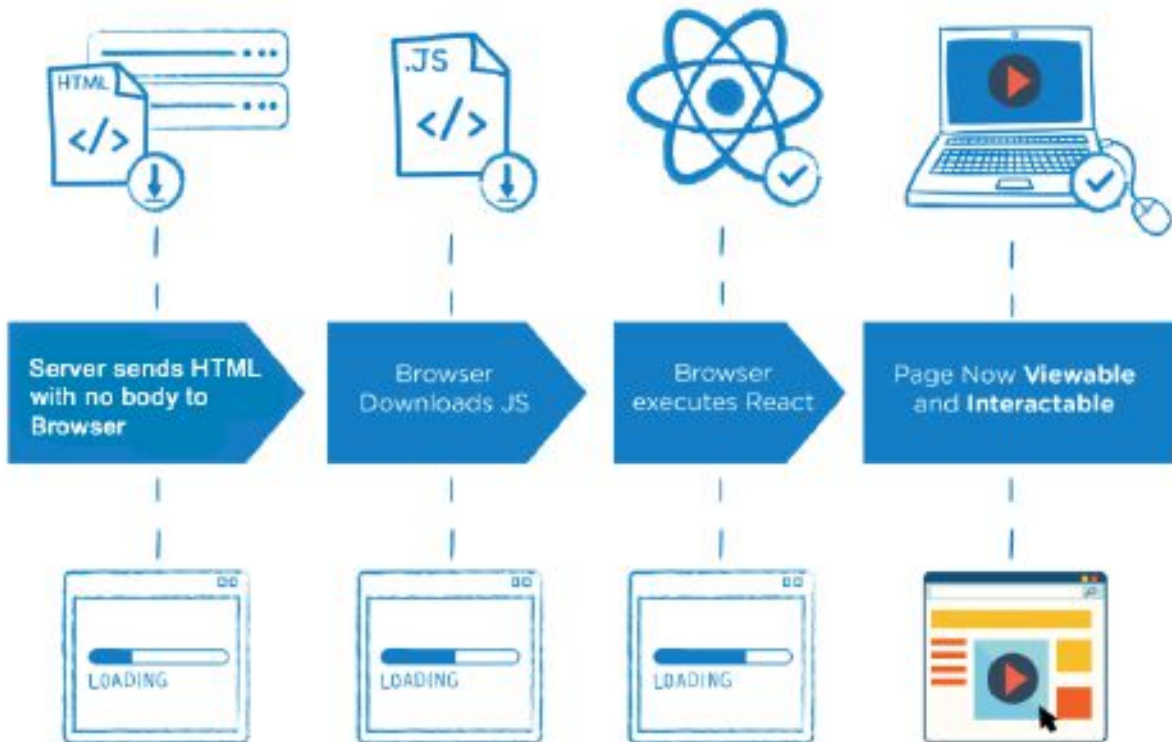 HTML
</>
.JS
</>
Server sends HTML
with no body to
Browser
Browser
Downloads JS
Browser
executes React
Page Now Viewable
and Interactable
LOADING
LOADING
LOADING